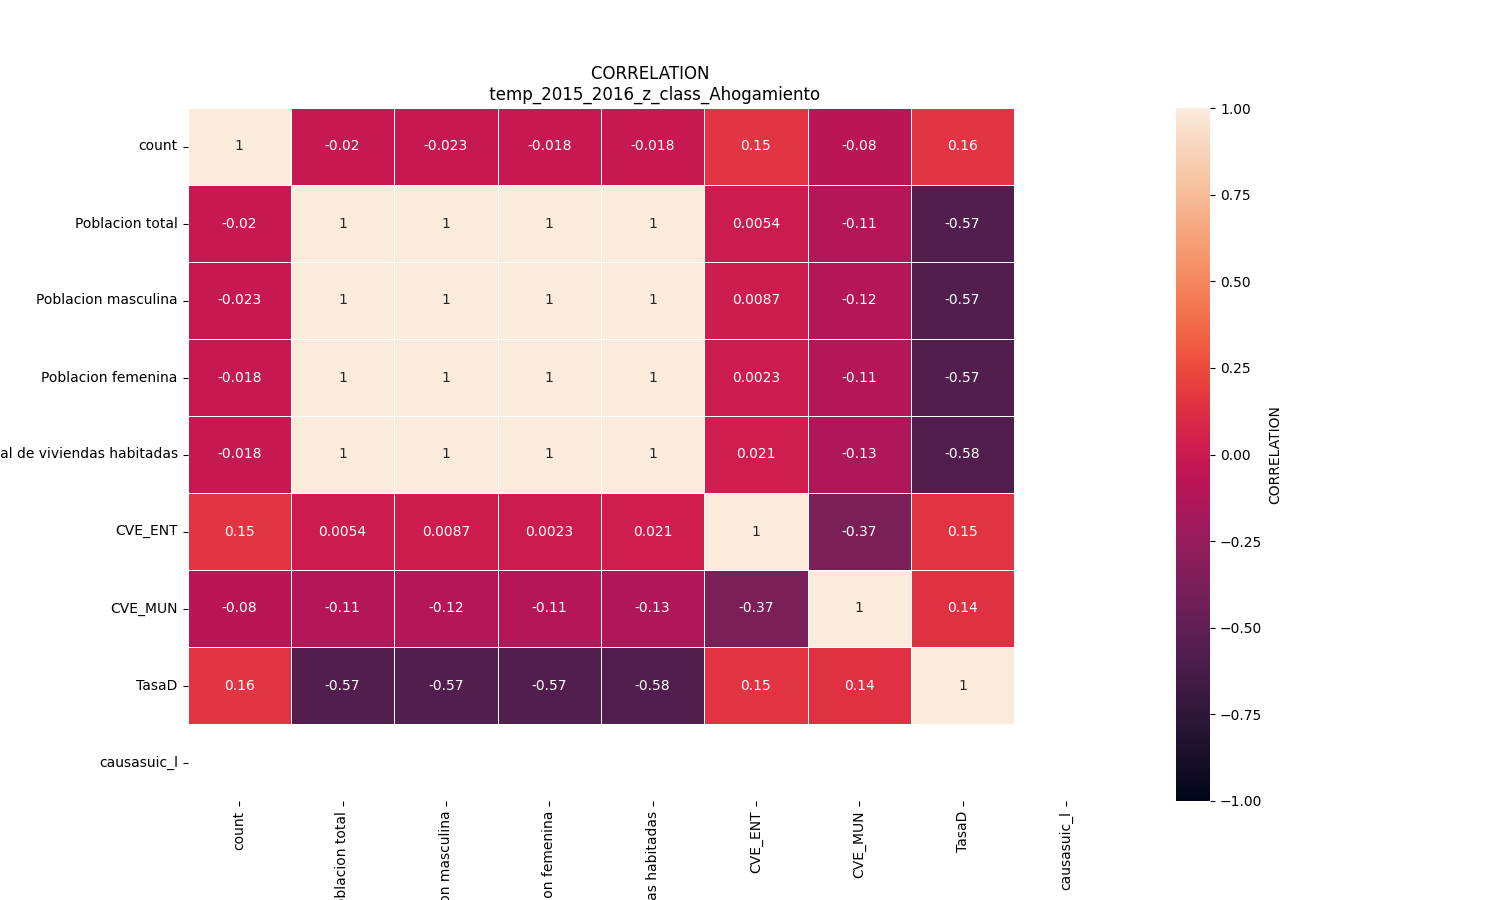 CORRELATION
temp_2015_2016_z_class_Ahogamiento
count 1 -0.02 -0.023 -0.018 -0.018 0.15 -0.08 0.16
Poblacion total -0.02 1 1 1 1 0.0054 -0.11 -0.57
Poblacion masculina -0.023 1 1 1 1 0.0087 -0.12 -0.57
Poblacion femenina -0.018 1 1 1 1 0.0023 -0.11 -0.57
al de viviendas habitadas -0.018 1 1 1 1 0.021 -0.13 -0.58
CVE_ENT 0.15 0.0054 0.0087 0.0023 0.021 1 -0.37 0.15
CVE_MUN -0.08 -0.11 -0.12 -0.11 -0.13 -0.37 1 0.14
TasaD 0.16 -0.57 -0.57 -0.57 -0.58 0.15 0.14 1
causasuic_l
count
oblacion total
on masculina
on femenina
as habitadas
CVE_ENT
CVE_MUN
TasaD
causasuic_l
1.00
0.75
0.50
0.25
0.00
−0.25
−0.50
−0.75
−1.00
CORRELATION